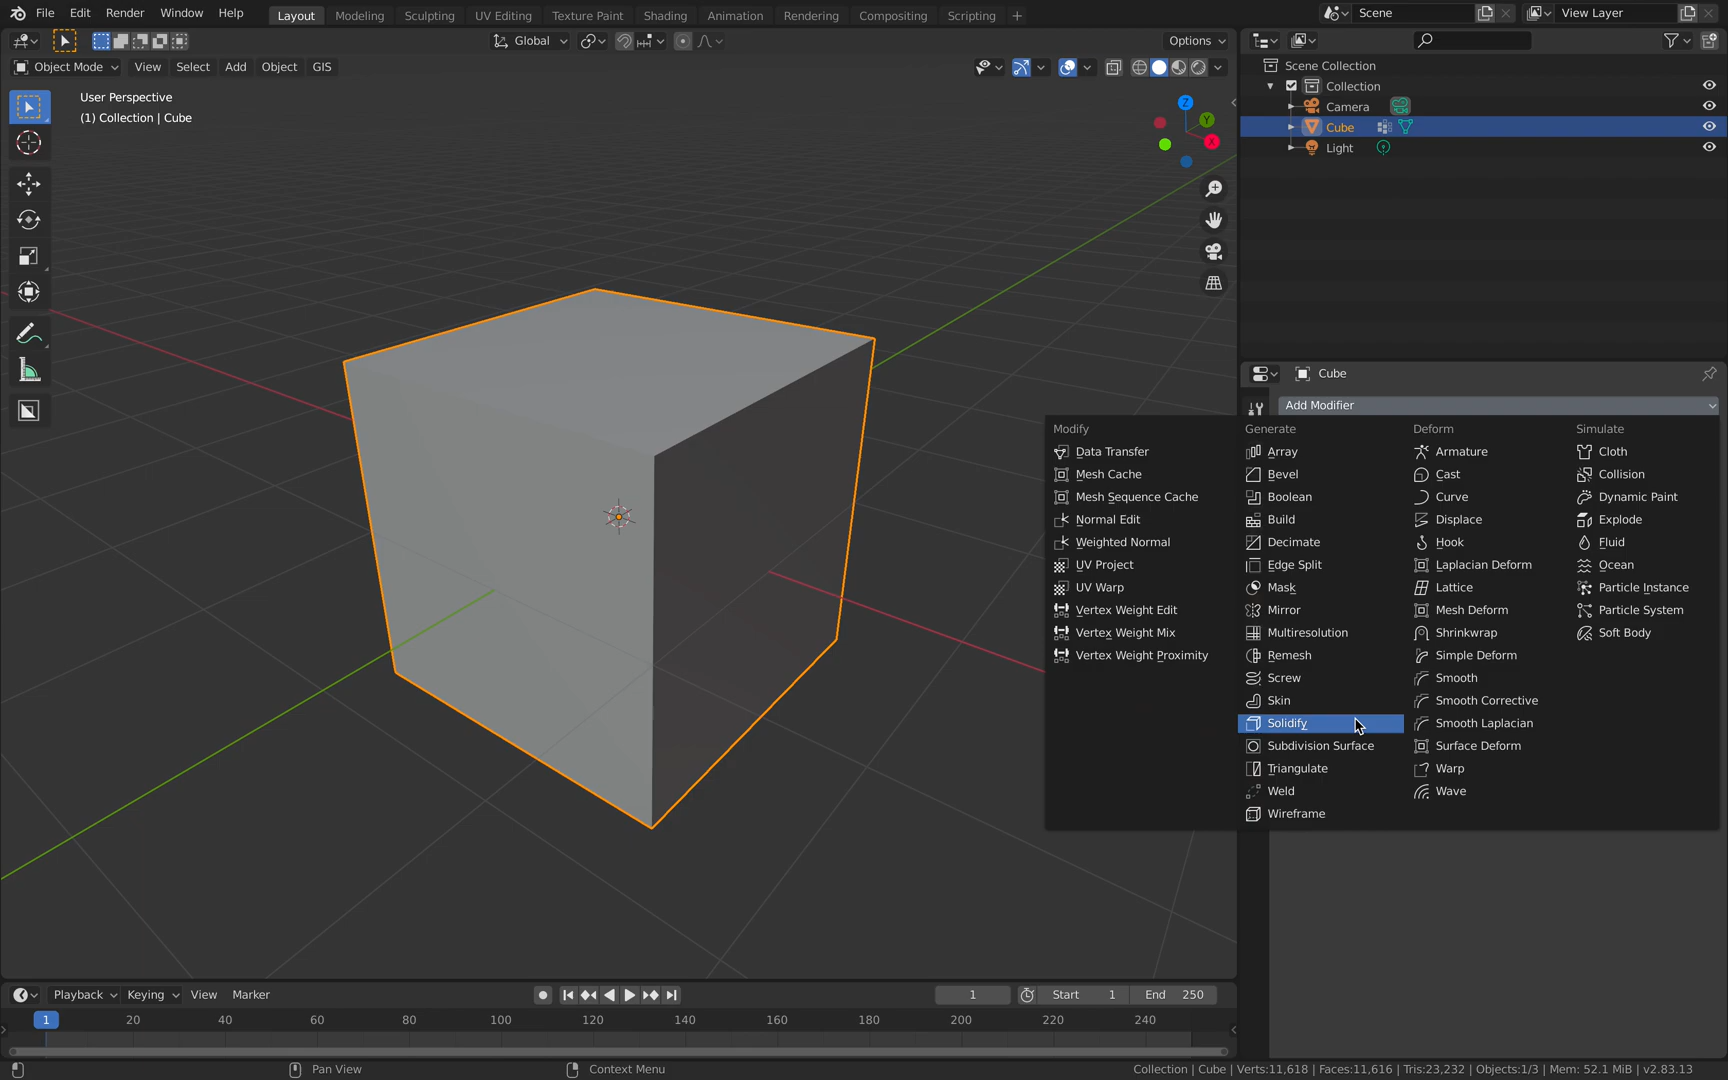 File Edit Render Window Help Layout Modeling Sculpting UV Editing Texture Paint Shading Animation Rendering Compositing Scripting + Scene View Layer
Global Options
Object Mode View Select Add Object GIS
User Perspective
(1) Collection | Cube
Z
Y
X
Scene Collection
Collection
Camera
Cube
Light
Cube
Add Modifier
Modify
Data Transfer
Mesh Cache
Mesh Sequence Cache
Normal Edit
Weighted Normal
UV Project
UV Warp
Vertex Weight Edit
Vertex Weight Mix
Vertex Weight Proximity
Generate
Array
Bevel
Boolean
Build
Decimate
Edge Split
Mask
Mirror
Multiresolution
Remesh
Screw
Skin
Solidify
Subdivision Surface
Triangulate
Weld
Wireframe
Deform
Armature
Cast
Curve
Displace
Hook
Laplacian Deform
Lattice
Mesh Deform
Shrinkwrap
Simple Deform
Smooth
Smooth Corrective
Smooth Laplacian
Surface Deform
Warp
Wave
Simulate
Cloth
Collision
Dynamic Paint
Explode
Fluid
Ocean
Particle Instance
Particle System
Soft Body
Playback Keying View Marker 1 Start 1 End 250
1 20 40 60 80 100 120 140 160 180 200 220 240
Pan View Context Menu Collection | Cube | Verts:11,618 | Faces:11,616 | Tris:23,232 | Objects:1/3 | Mem: 52.1 MiB | v2.83.13